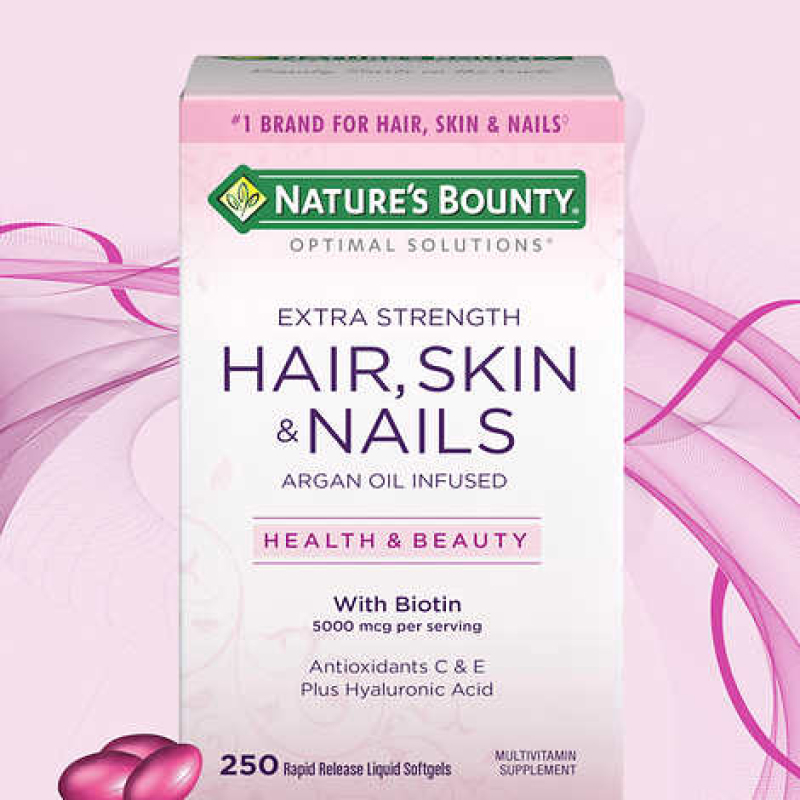 #1 BRAND FOR HAIR, SKIN & NAILS◊
NATURE'S BOUNTY®
OPTIMAL SOLUTIONS®
EXTRA STRENGTH
HAIR, SKIN
& NAILS
ARGAN OIL INFUSED
HEALTH & BEAUTY
With Biotin
5000 mcg per serving
Antioxidants C & E
Plus Hyaluronic Acid
250 Rapid Release Liquid Softgels
MULTIVITAMIN
SUPPLEMENT